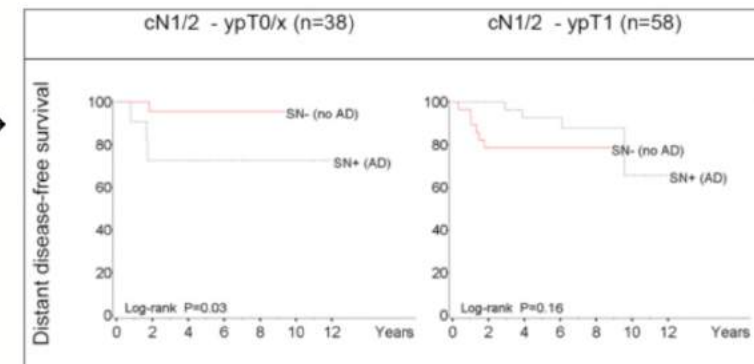 cN1/2 - ypT0/x (n=38)
cN1/2 - ypT1 (n=58)
Distant disease-free survival
100
80
60
40
20
0
SN- (no AD)
SN+ (AD)
Log-rank P=0.03
0 2 4 6 8 10 12 Years
100
80
60
40
20
0
SN- (no AD)
SN+ (AD)
Log-rank P=0.16
0 2 4 6 8 10 12 Years